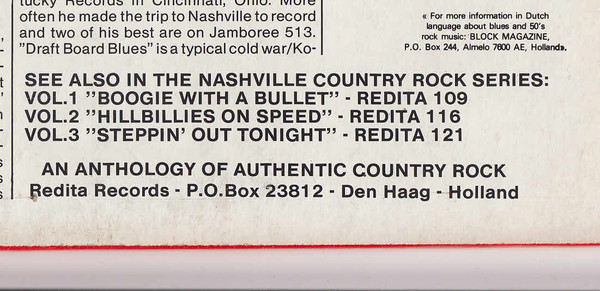 tucky Records in Cincinnati, Ohio. More
often he made the trip to Nashville to record
and two of his best are on Jamboree 513.
"Draft Board Blues" is a typical cold war/Ko-
« For more information in Dutch
language about blues and 50's
rock music: 'BLOCK MAGAZINE,
P.O. Box 244, Almelo 7600 AE, Holland».
SEE ALSO IN THE NASHVILLE COUNTRY ROCK SERIES:
VOL.1 ''BOOGIE WITH A BULLET'' - REDITA 109
VOL.2 ''HILLBILLIES ON SPEED'' - REDITA 116
VOL.3 ''STEPPIN' OUT TONIGHT'' - REDITA 121
AN ANTHOLOGY OF AUTHENTIC COUNTRY ROCK
Redita Records - P.O.Box 23812 - Den Haag - Holland